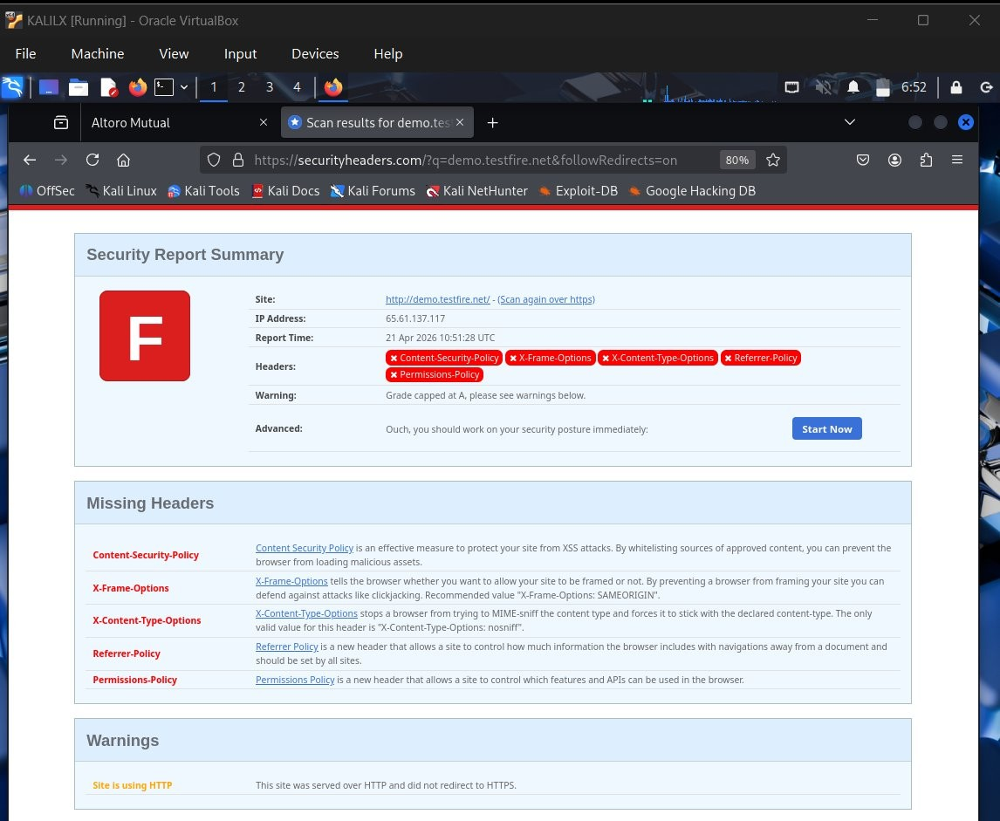 KALILX [Running] - Oracle VirtualBox
File Machine View Input Devices Help
1 2 3 4 6:52
Altoro Mutual Scan results for demo.tes
https://securityheaders.com/?q=demo.testfire.net&followRedirects=on 80%
OffSec Kali Linux Kali Tools Kali Docs Kali Forums Kali NetHunter Exploit-DB Google Hacking DB
Security Report Summary
F
Site: http://demo.testfire.net/ - (Scan again over https)
IP Address: 65.61.137.117
Report Time: 21 Apr 2026 10:51:28 UTC
Headers: ✖ Content-Security-Policy ✖ X-Frame-Options ✖ X-Content-Type-Options ✖ Referrer-Policy
✖ Permissions-Policy
Warning: Grade capped at A, please see warnings below.
Advanced: Ouch, you should work on your security posture immediately: Start Now
Missing Headers
Content-Security-Policy Content Security Policy is an effective measure to protect your site from XSS attacks. By whitelisting sources of approved content, you can prevent the
browser from loading malicious assets.
X-Frame-Options X-Frame-Options tells the browser whether you want to allow your site to be framed or not. By preventing a browser from framing your site you can
defend against attacks like clickjacking. Recommended value "X-Frame-Options: SAMEORIGIN".
X-Content-Type-Options X-Content-Type-Options stops a browser from trying to MIME-sniff the content type and forces it to stick with the declared content-type. The only
valid value for this header is "X-Content-Type-Options: nosniff".
Referrer-Policy Referrer Policy is a new header that allows a site to control how much information the browser includes with navigations away from a document and
should be set by all sites.
Permissions-Policy Permissions Policy is a new header that allows a site to control which features and APIs can be used in the browser.
Warnings
Site is using HTTP This site was served over HTTP and did not redirect to HTTPS.